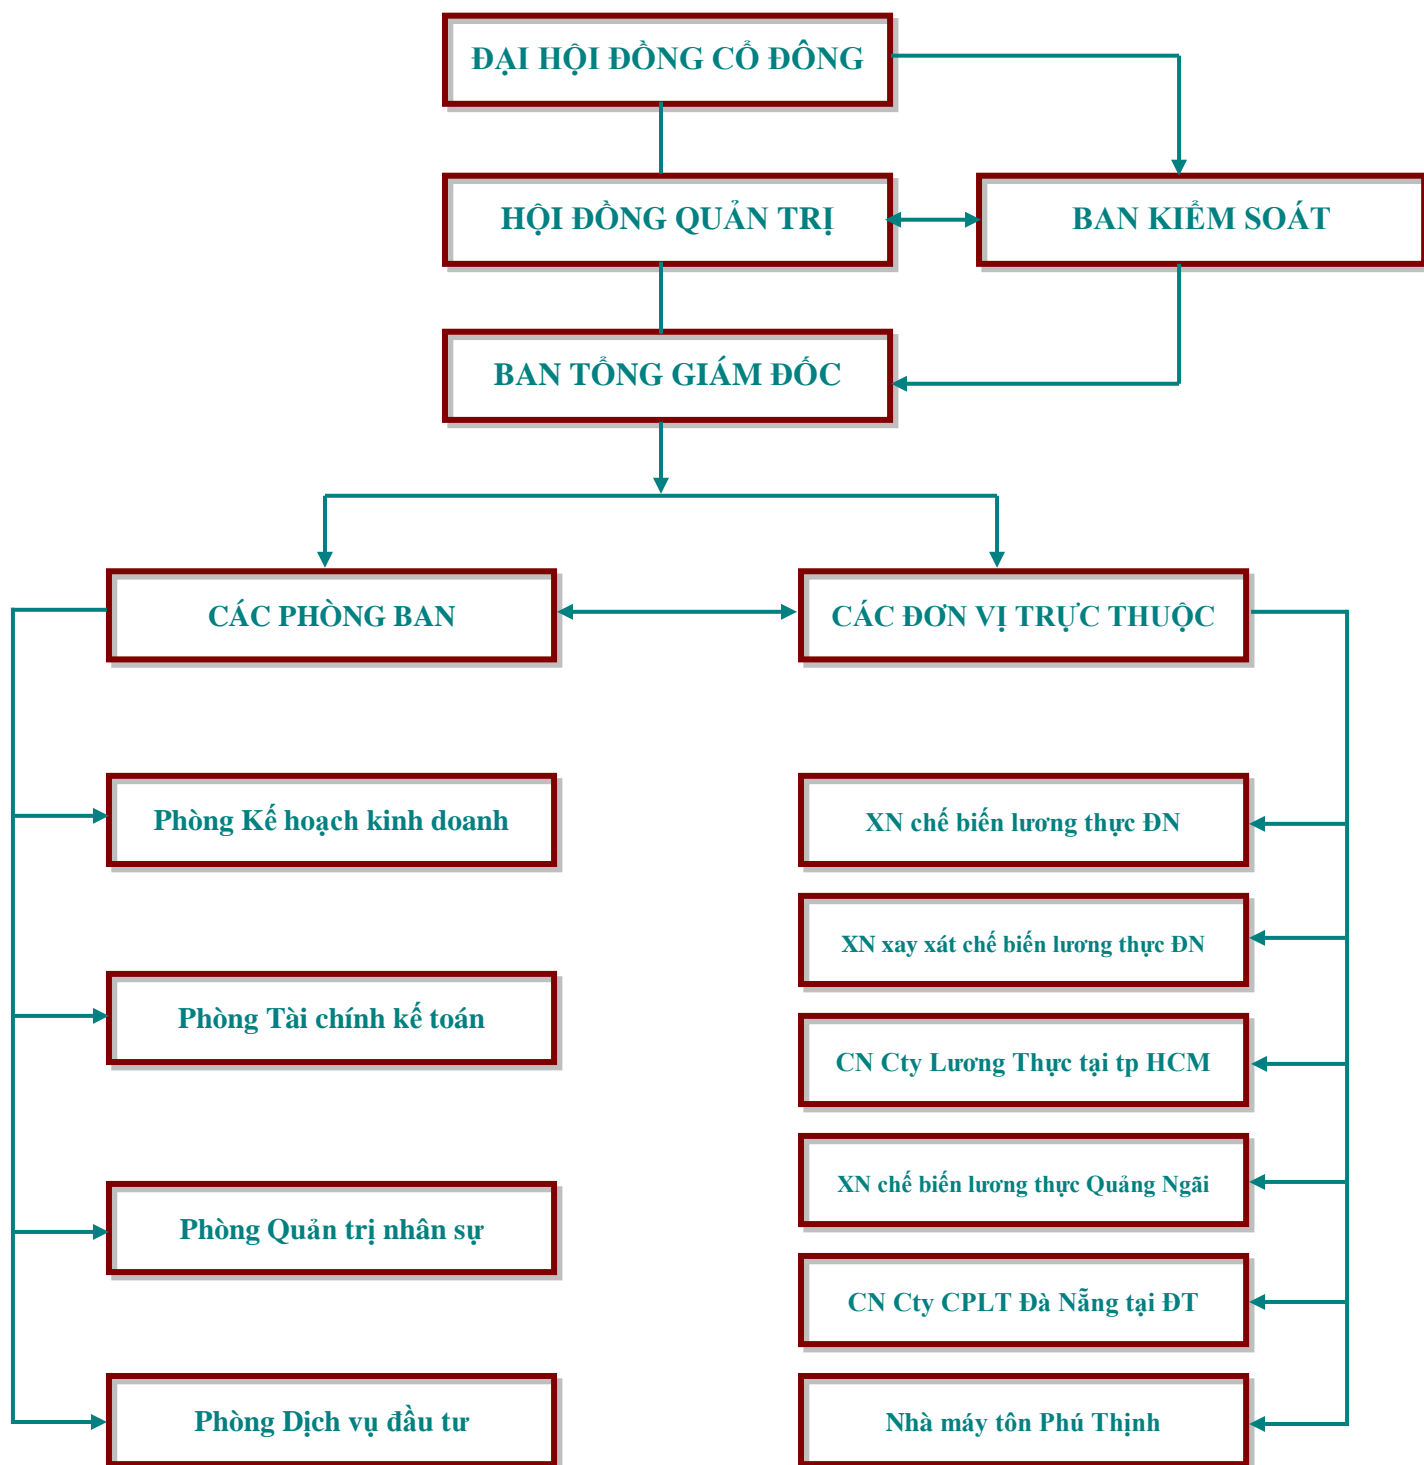 ĐẠI HỘI ĐỒNG CỔ ĐÔNG
HỘI ĐỒNG QUẢN TRỊ
BAN KIỂM SOÁT
BAN TỔNG GIÁM ĐỐC
CÁC PHÒNG BAN
CÁC ĐƠN VỊ TRỰC THUỘC
Phòng Kế hoạch kinh doanh
Phòng Tài chính kế toán
Phòng Quản trị nhân sự
Phòng Dịch vụ đầu tư
XN chế biến lương thực ĐN
XN xay xát chế biến lương thực ĐN
CN Cty Lương Thực tại tp HCM
XN chế biến lương thực Quảng Ngãi
CN Cty CPLT Đà Nẵng tại ĐT
Nhà máy tôn Phú Thịnh